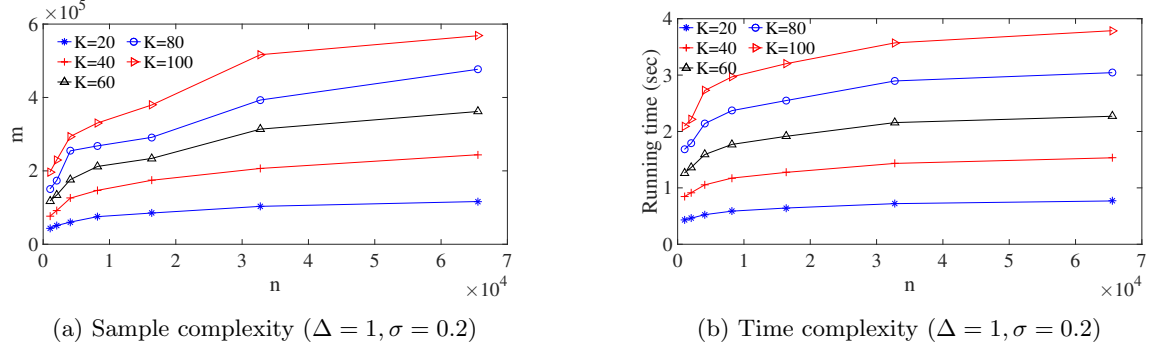 ×10^5
6
4
2
0
m
K=20
K=40
K=60
K=80
K=100
0 1 2 3 4 5 6 7
n
×10^4
(a) Sample complexity (Δ = 1, σ = 0.2)
4
3
2
1
0
Running time (sec)
K=20
K=40
K=60
K=80
K=100
0 1 2 3 4 5 6 7
n
×10^4
(b) Time complexity (Δ = 1, σ = 0.2)